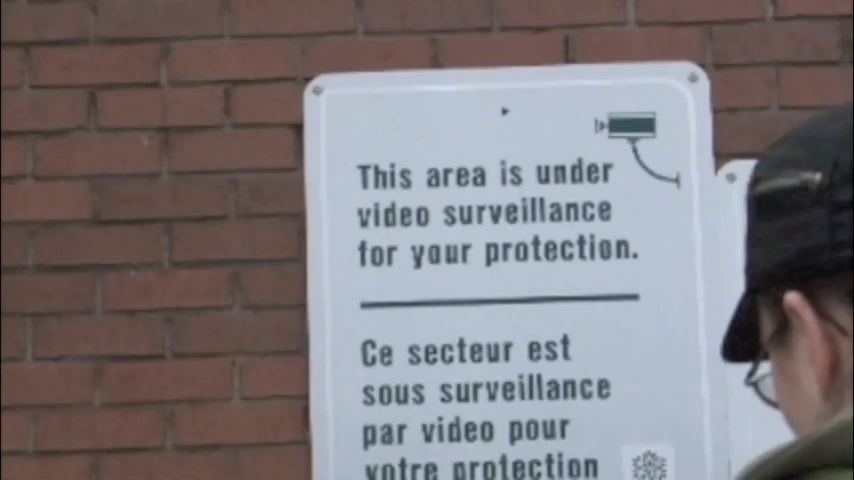 This area is under
video surveillance
for your protection.
Ce secteur est
sous surveillance
par video pour
votre protection